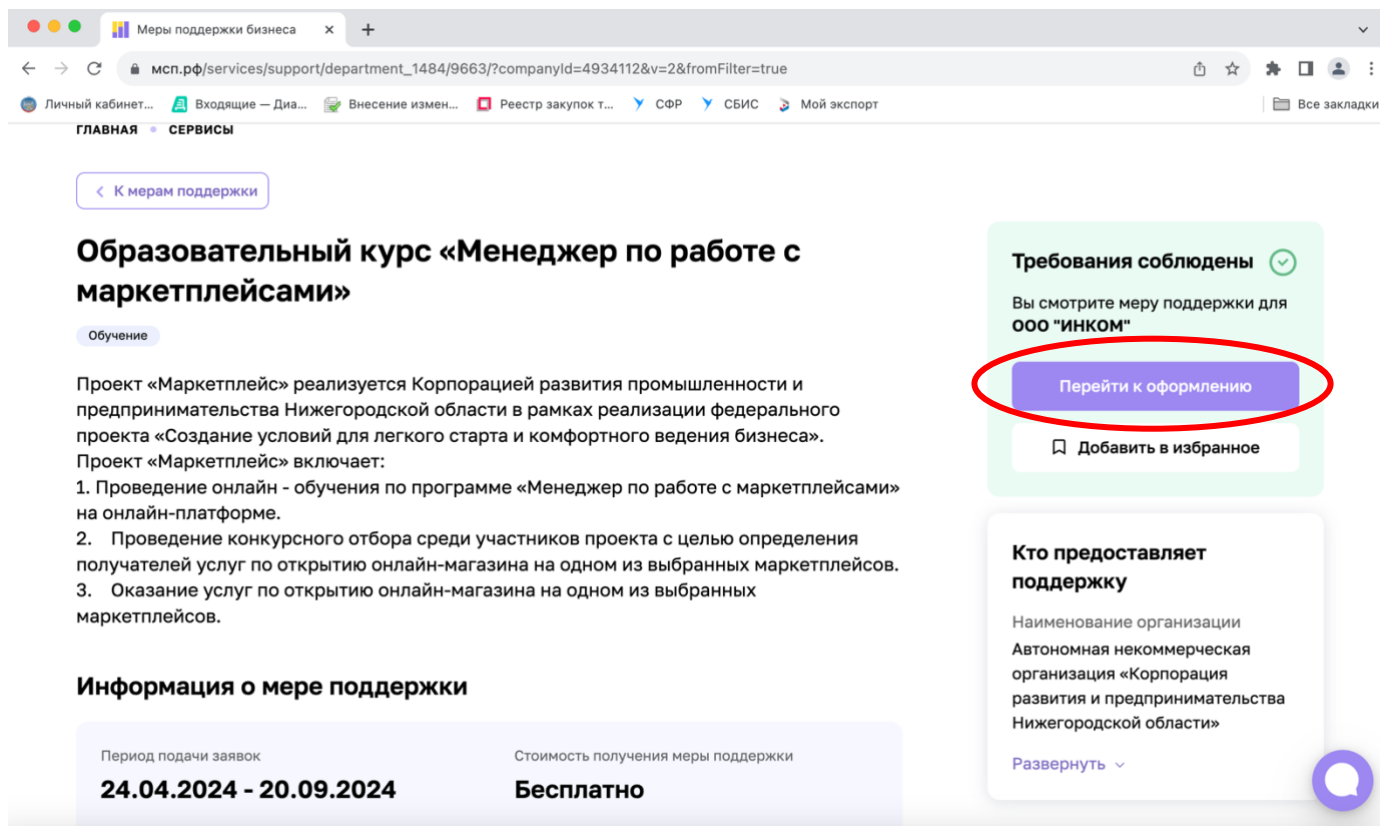 Меры поддержки бизнеса
мсп.рф/services/support/department_1484/9663/?companyId=4934112&v=2&fromFilter=true
Личный кабинет... Входящие — Диа... Внесение измен... Реестр закупок т... СФР СБИС Мой экспорт Все закладки
ГЛАВНАЯ • СЕРВИСЫ
К мерам поддержки
Образовательный курс «Менеджер по работе с
маркетплейсами»
Обучение
Проект «Маркетплейс» реализуется Корпорацией развития промышленности и
предпринимательства Нижегородской области в рамках реализации федерального
проекта «Создание условий для легкого старта и комфортного ведения бизнеса».
Проект «Маркетплейс» включает:
1. Проведение онлайн - обучения по программе «Менеджер по работе с маркетплейсами»
на онлайн-платформе.
2. Проведение конкурсного отбора среди участников проекта с целью определения
получателей услуг по открытию онлайн-магазина на одном из выбранных маркетплейсов.
3. Оказание услуг по открытию онлайн-магазина на одном из выбранных
маркетплейсов.
Информация о мере поддержки
Период подачи заявок
24.04.2024 - 20.09.2024
Стоимость получения меры поддержки
Бесплатно
Требования соблюдены
Вы смотрите меру поддержки для
ООО "ИНКОМ"
Перейти к оформлению
Добавить в избранное
Кто предоставляет
поддержку
Наименование организации
Автономная некоммерческая
организация «Корпорация
развития и предпринимательства
Нижегородской области»
Развернуть